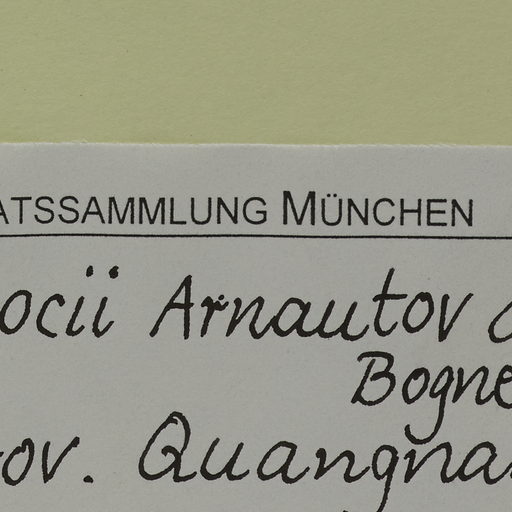 ATSSAMMLUNG MÜNCHEN
ocii Arnautov
Bogne
ov. Quangna